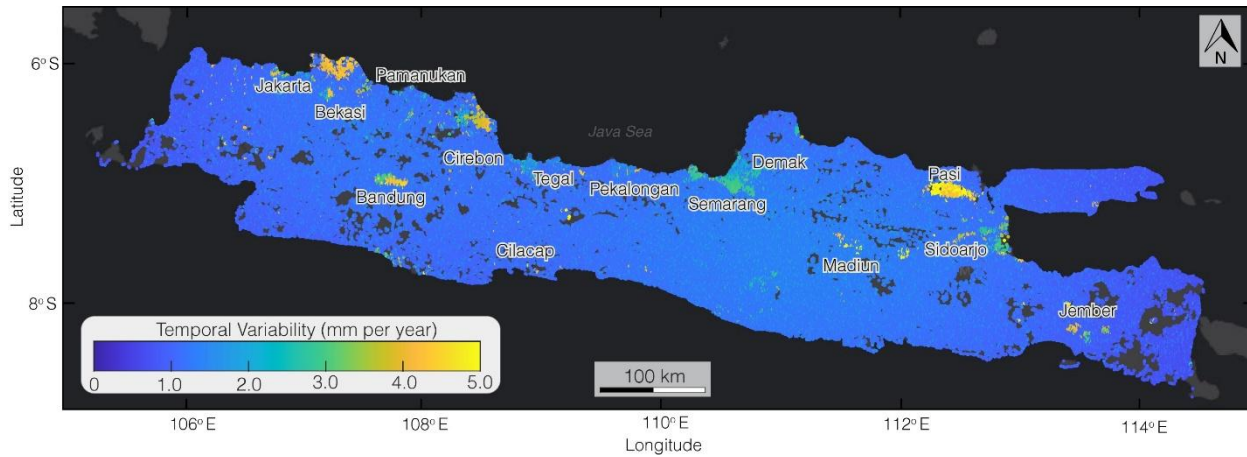 N
6°S
Jakarta
Pamanukan
Bekasi
Java Sea
Cirebon
Tegal
Demak
Pasi
Bandung
Pekalongan
Semarang
Cilacap
Madiun
Sidoarjo
8°S
Jember
Latitude
Temporal Variability (mm per year)
0 1.0 2.0 3.0 4.0 5.0
100 km
106°E 108°E 110°E 112°E 114°E
Longitude